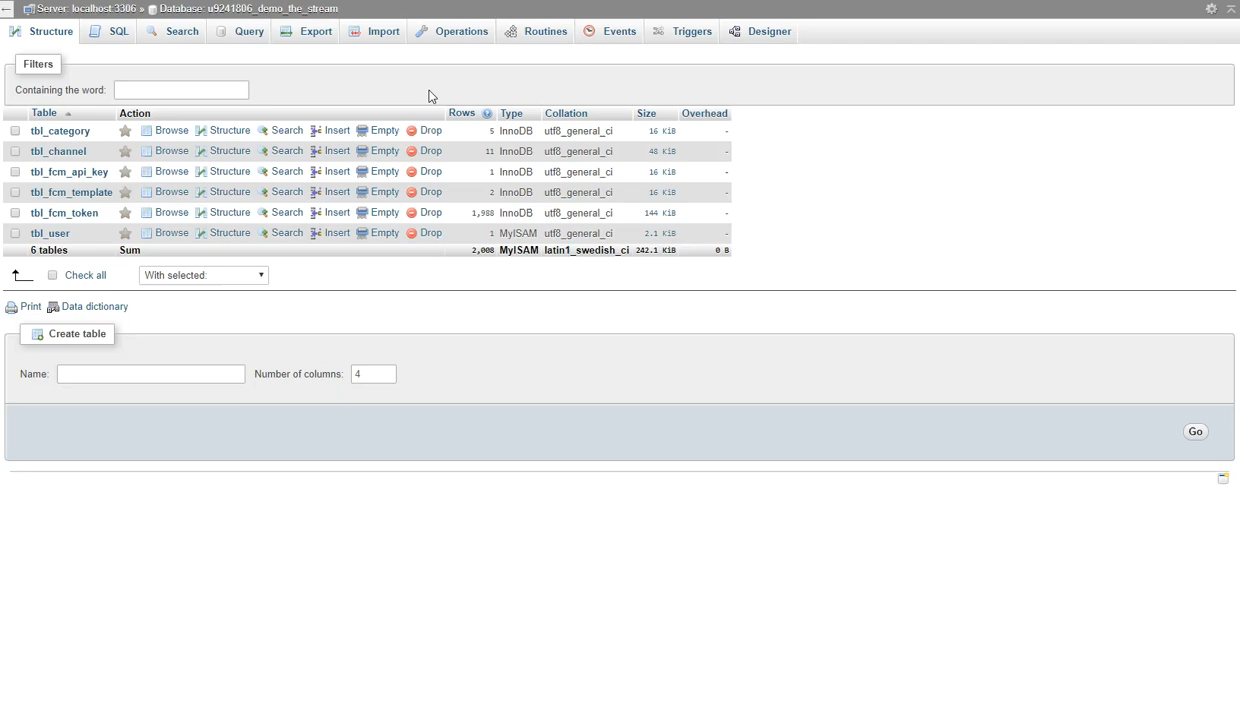 Server: localhost:3306 » Database: u9241806_demo_the_stream
Structure SQL Search Query Export Import Operations Routines Events Triggers Designer
Filters
Containing the word:
Table Action Rows Type Collation Size Overhead
tbl_category Browse Structure Search Insert Empty Drop 5 InnoDB utf8_general_ci 16 KiB -
tbl_channel Browse Structure Search Insert Empty Drop 11 InnoDB utf8_general_ci 48 KiB -
tbl_fcm_api_key Browse Structure Search Insert Empty Drop 1 InnoDB utf8_general_ci 16 KiB -
tbl_fcm_template Browse Structure Search Insert Empty Drop 2 InnoDB utf8_general_ci 16 KiB -
tbl_fcm_token Browse Structure Search Insert Empty Drop 1,988 InnoDB utf8_general_ci 144 KiB -
tbl_user Browse Structure Search Insert Empty Drop 1 MyISAM utf8_general_ci 2.1 KiB -
6 tables Sum 2,008 MyISAM latin1_swedish_ci 242.1 KiB 0 B
Check all With selected:
Print Data dictionary
Create table
Name: Number of columns: 4
Go